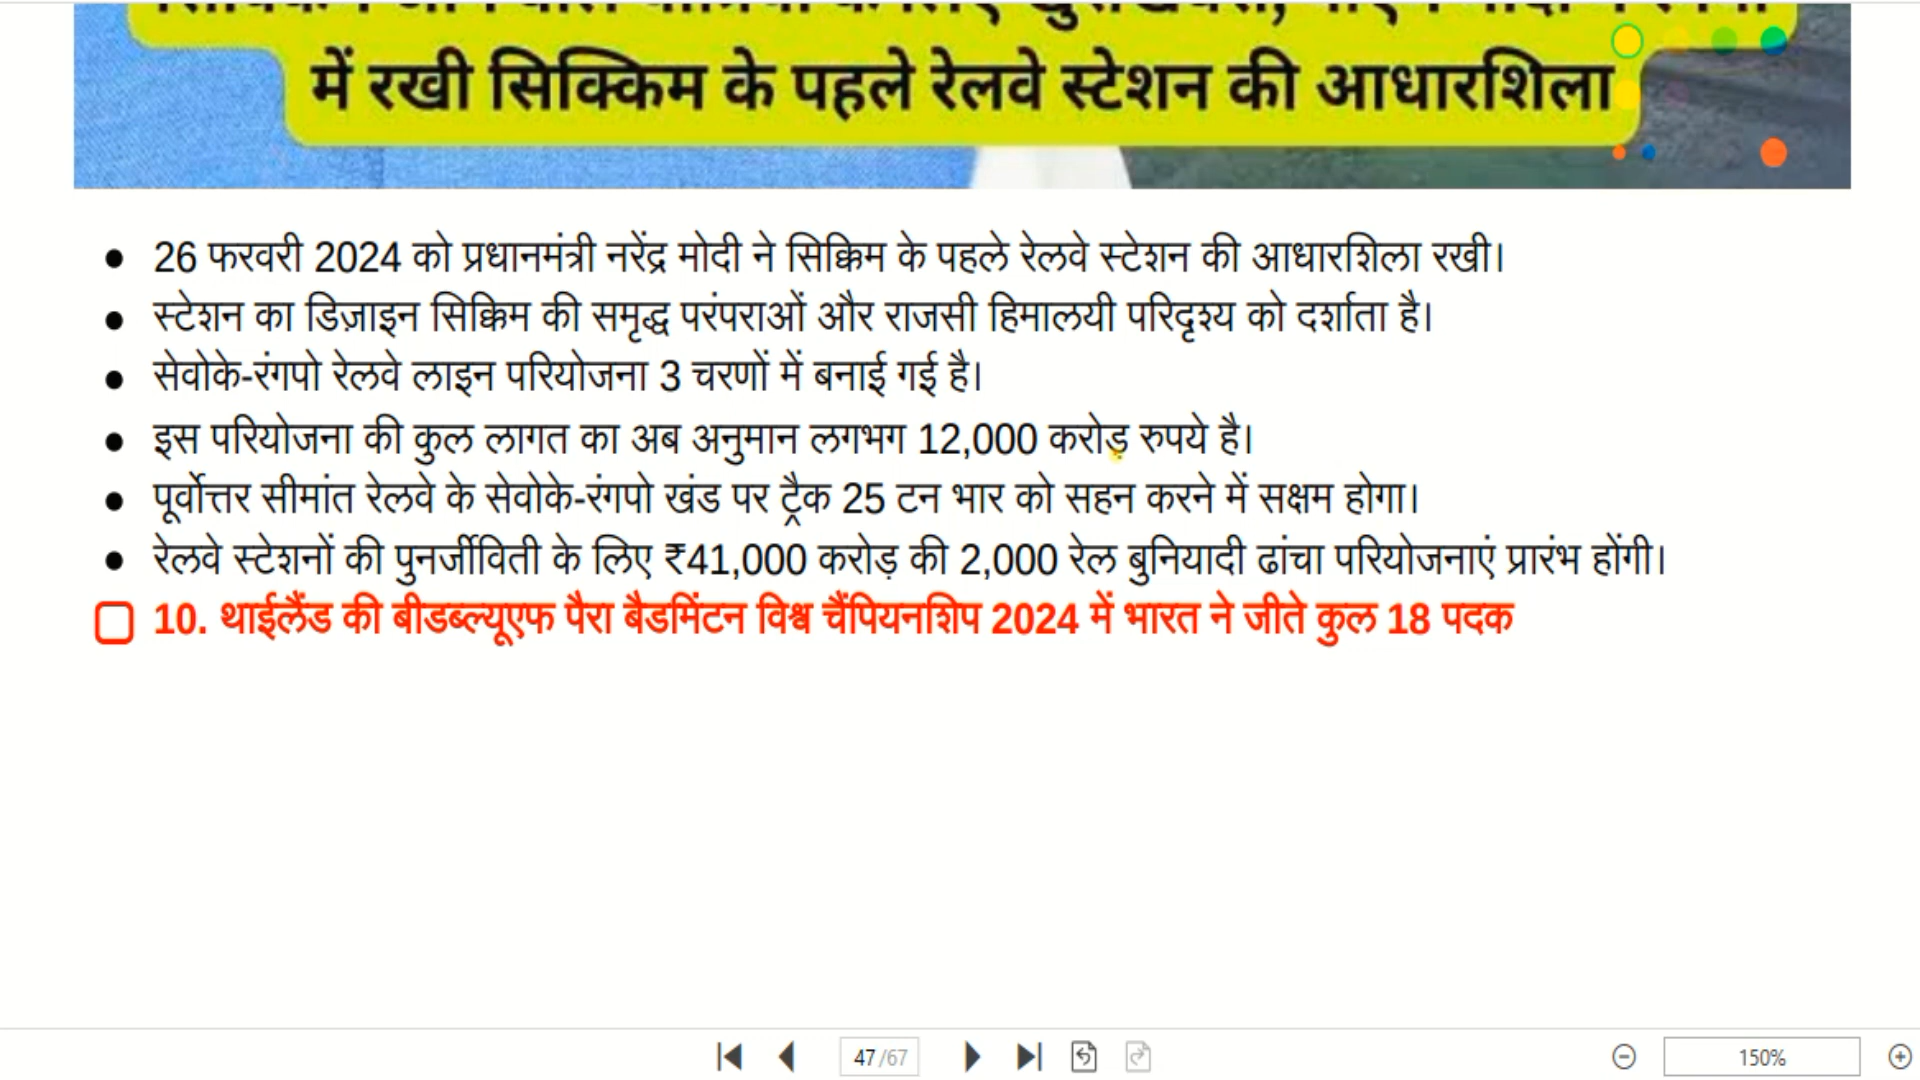 में रखी सिक्किम के पहले रेलवे स्टेशन की आधारशिला
● 26 फरवरी 2024 को प्रधानमंत्री नरेंद्र मोदी ने सिक्किम के पहले रेलवे स्टेशन की आधारशिला रखी।
● स्टेशन का डिज़ाइन सिक्किम की समृद्ध परंपराओं और राजसी हिमालयी परिदृश्य को दर्शाता है।
● सेवोके-रंगपो रेलवे लाइन परियोजना 3 चरणों में बनाई गई है।
● इस परियोजना की कुल लागत का अब अनुमान लगभग 12,000 करोड़ रुपये है।
● पूर्वोत्तर सीमांत रेलवे के सेवोके-रंगपो खंड पर ट्रैक 25 टन भार को सहन करने में सक्षम होगा।
● रेलवे स्टेशनों की पुनर्जीविती के लिए ₹41,000 करोड़ की 2,000 रेल बुनियादी ढांचा परियोजनाएं प्रारंभ होंगी।
10. थाईलैंड की बीडब्ल्यूएफ पैरा बैडमिंटन विश्व चैंपियनशिप 2024 में भारत ने जीते कुल 18 पदक
47 /67
150%